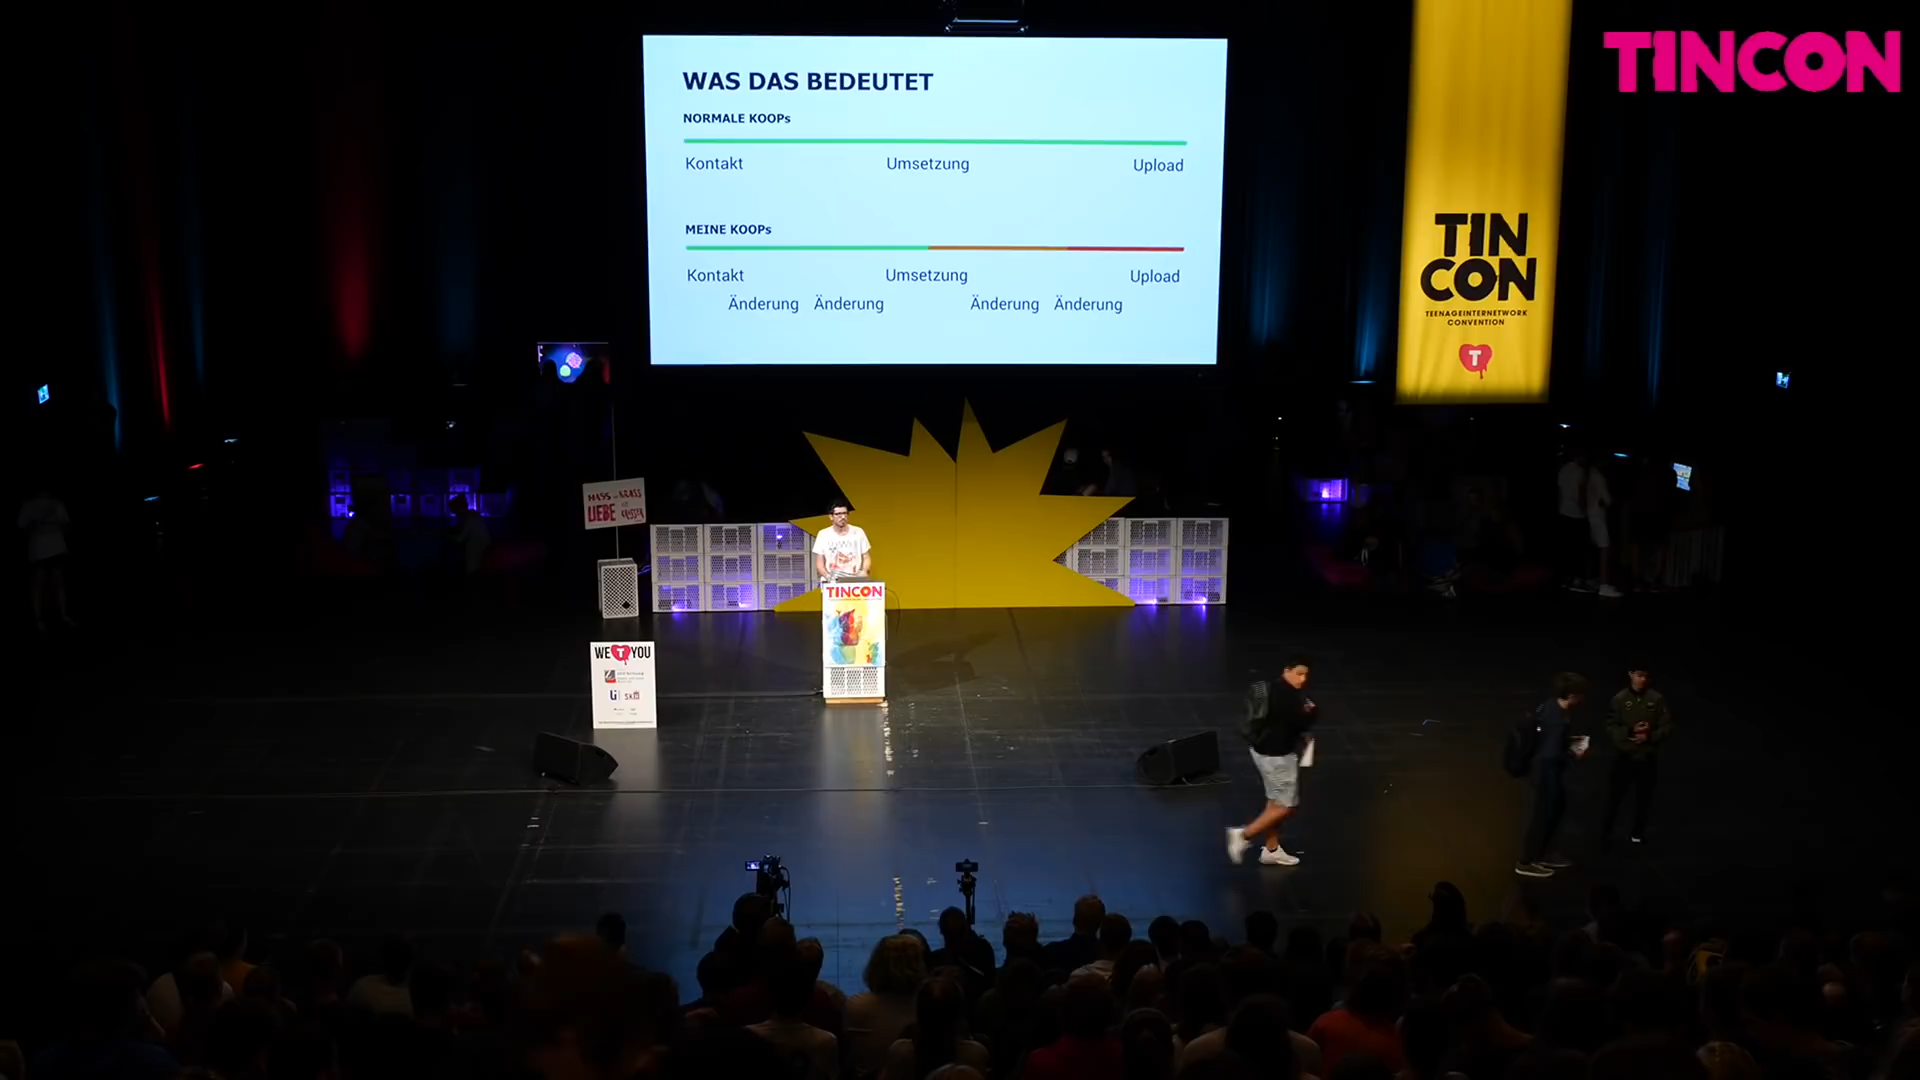 WAS DAS BEDEUTET
NORMALE KOOPs
Kontakt Umsetzung Upload
MEINE KOOPs
Kontakt Umsetzung Upload
Änderung Änderung Änderung Änderung
TINCON
TIN
CON
TEENAGEINTERNETWORK
CONVENTION
T
LIEBE
TINCON
WE T YOU